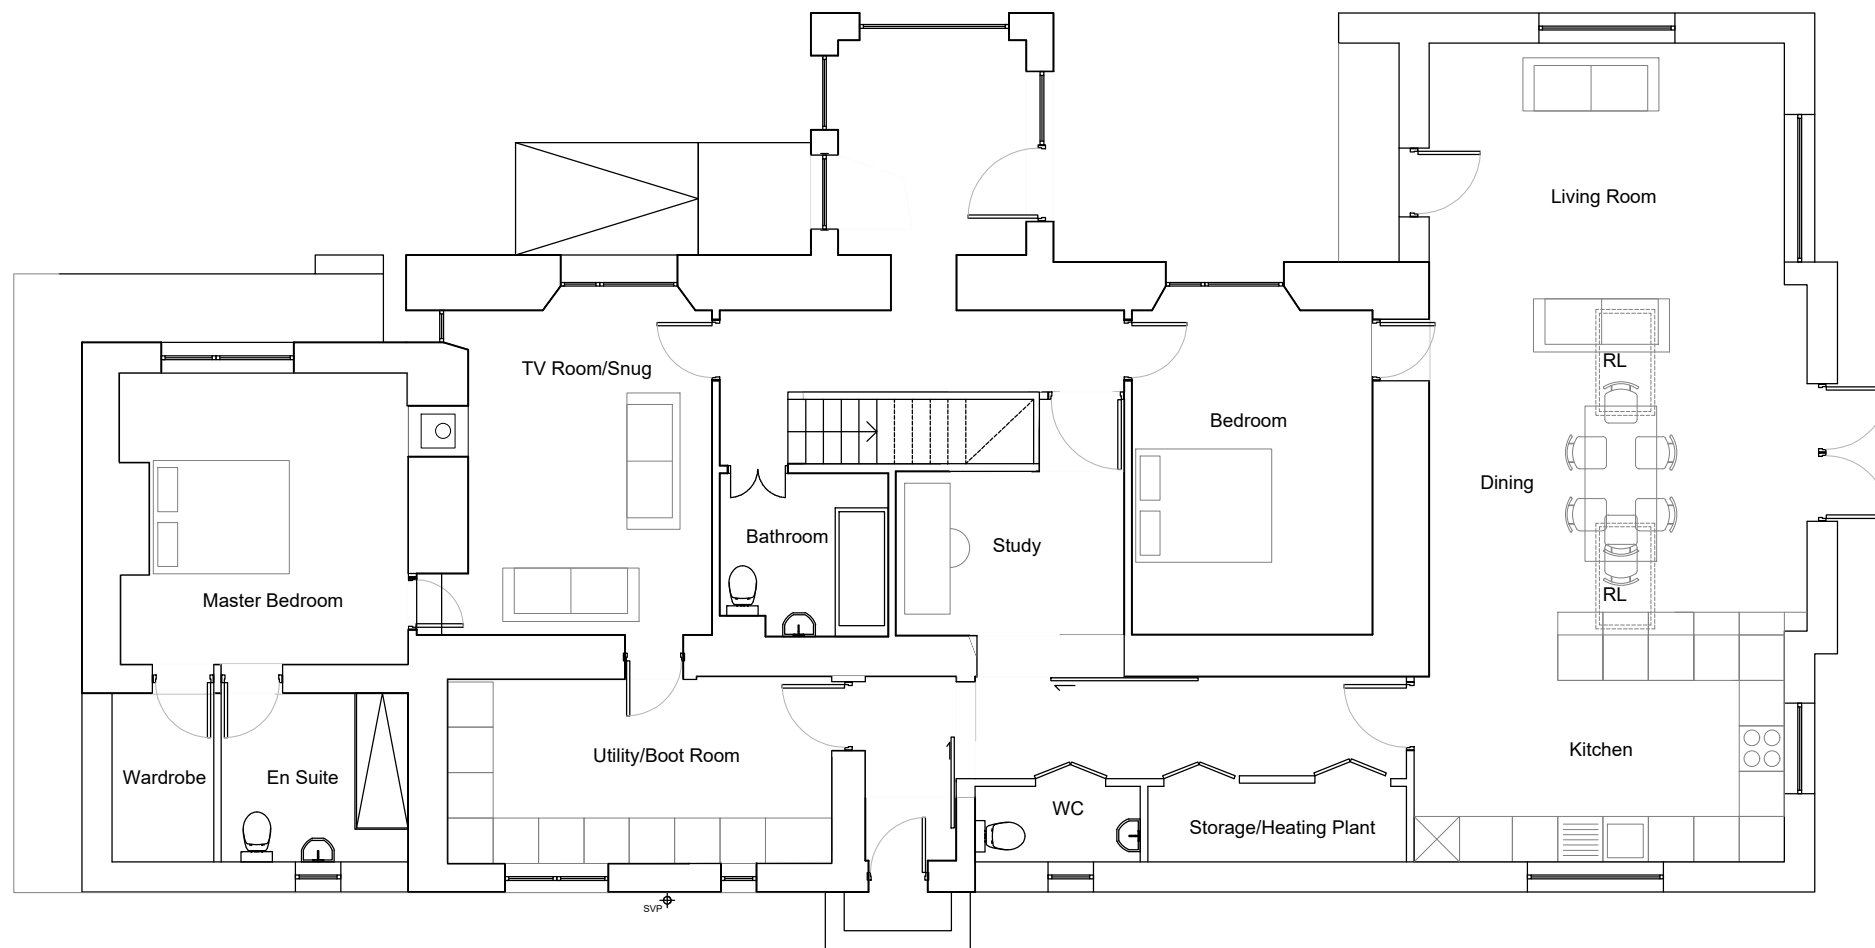 Living Room
TV Room/Snug
RL
Bedroom
Dining
Bathroom
Study
Master Bedroom
RL
Utility/Boot Room
Kitchen
Wardrobe
En Suite
WC
Storage/Heating Plant
SVP